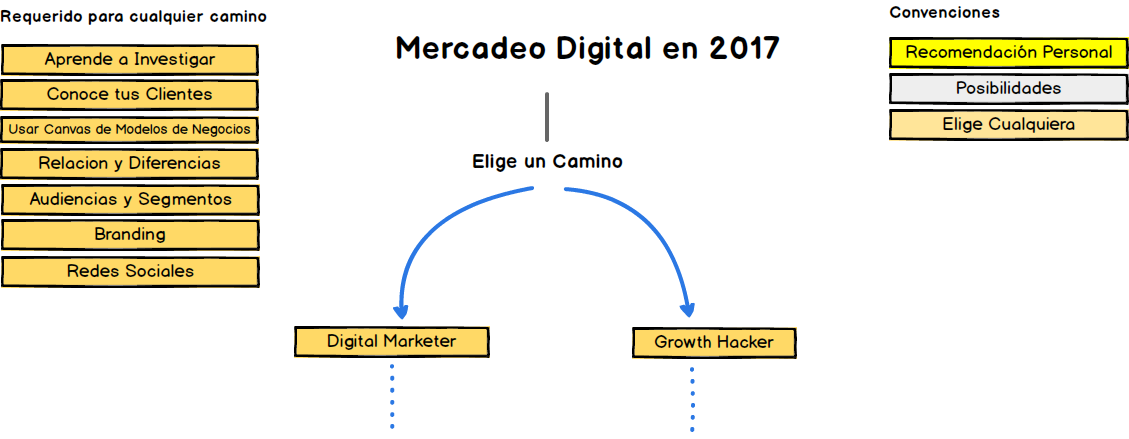 Requerido para cualquier camino
Aprende a Investigar
Conoce tus Clientes
Usar Canvas de Modelos de Negocios
Relacion y Diferencias
Audiencias y Segmentos
Branding
Redes Sociales
Mercadeo Digital en 2017
Elige un Camino
Digital Marketer
Growth Hacker
Convenciones
Recomendación Personal
Posibilidades
Elige Cualquiera